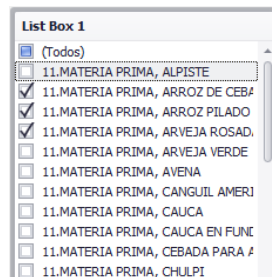 List Box 1
(Todos)
11.MATERIA PRIMA, ALPISTE
11.MATERIA PRIMA, ARROZ DE CEBA
11.MATERIA PRIMA, ARROZ PILADO
11.MATERIA PRIMA, ARVEJA ROSAD
11.MATERIA PRIMA, ARVEJA VERDE
11.MATERIA PRIMA, AVENA
11.MATERIA PRIMA, CANGUIL AMERI
11.MATERIA PRIMA, CAUCA
11.MATERIA PRIMA, CAUCA EN FUND
11.MATERIA PRIMA, CEBADA PARA A
11.MATERIA PRIMA, CHULPI